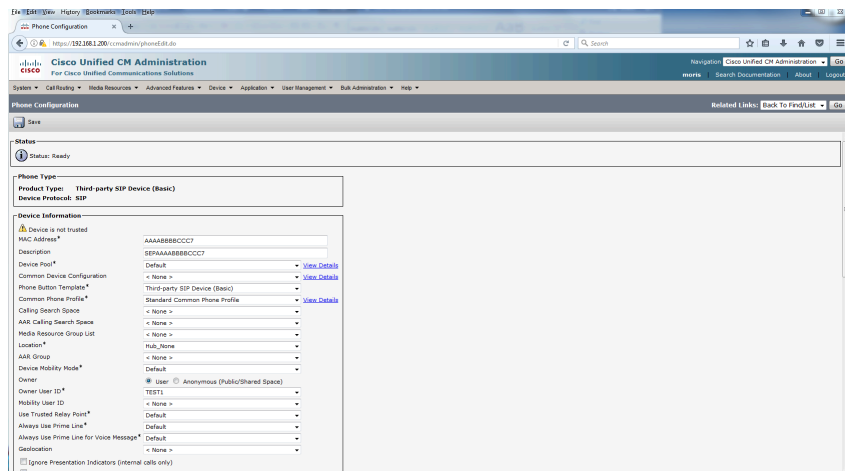 File Edit View History Bookmarks Tools Help
Phone Configuration × +
https://192.168.1.200/ccmadmin/phoneEdit.do Search
cisco Cisco Unified CM Administration
For Cisco Unified Communications Solutions
Navigation Cisco Unified CM Administration Go
moris | Search Documentation | About | Logout
System Call Routing Media Resources Advanced Features Device Application User Management Bulk Administration Help
Phone Configuration Related Links: Back To Find/List Go
Save
Status
Status: Ready
Phone Type
Product Type: Third-party SIP Device (Basic)
Device Protocol: SIP
Device Information
Device is not trusted
MAC Address* AAAABBBBCCC7
Description SEPAAAABBBBCCC7
Device Pool* Default View Details
Common Device Configuration < None > View Details
Phone Button Template* Third-party SIP Device (Basic)
Common Phone Profile* Standard Common Phone Profile View Details
Calling Search Space < None >
AAR Calling Search Space < None >
Media Resource Group List < None >
Location* Hub_None
AAR Group < None >
Device Mobility Mode* Default
Owner User Anonymous (Public/Shared Space)
Owner User ID* TEST1
Mobility User ID < None >
Use Trusted Relay Point* Default
Always Use Prime Line* Default
Always Use Prime Line for Voice Message* Default
Geolocation < None >
Ignore Presentation Indicators (internal calls only)